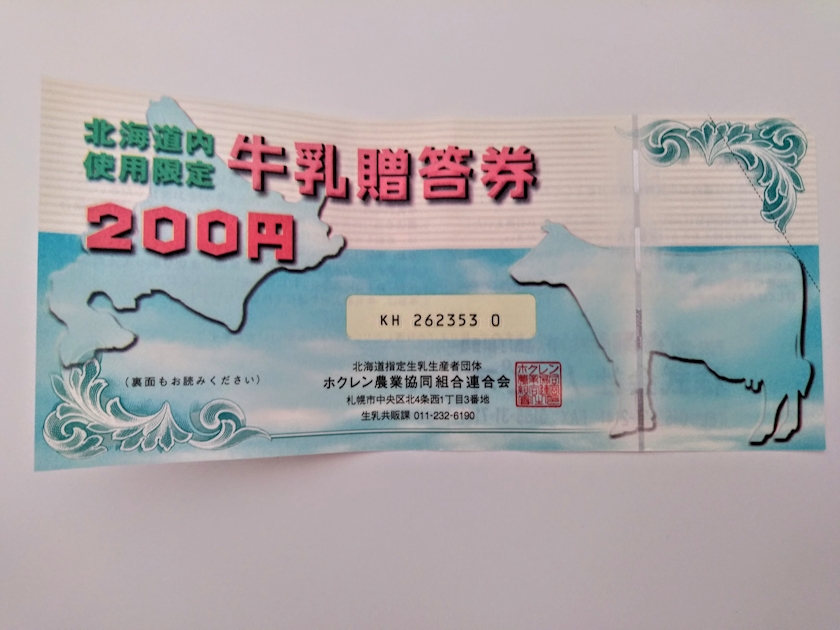 北海道内
使用限定
牛乳贈答券
200円
KH 262353 0
(裏面もお読みください)
北海道指定生乳生産者団体
ホクレン農業協同組合連合会
札幌市中央区北4条西1丁目3番地
生乳共販課 011-232-6190